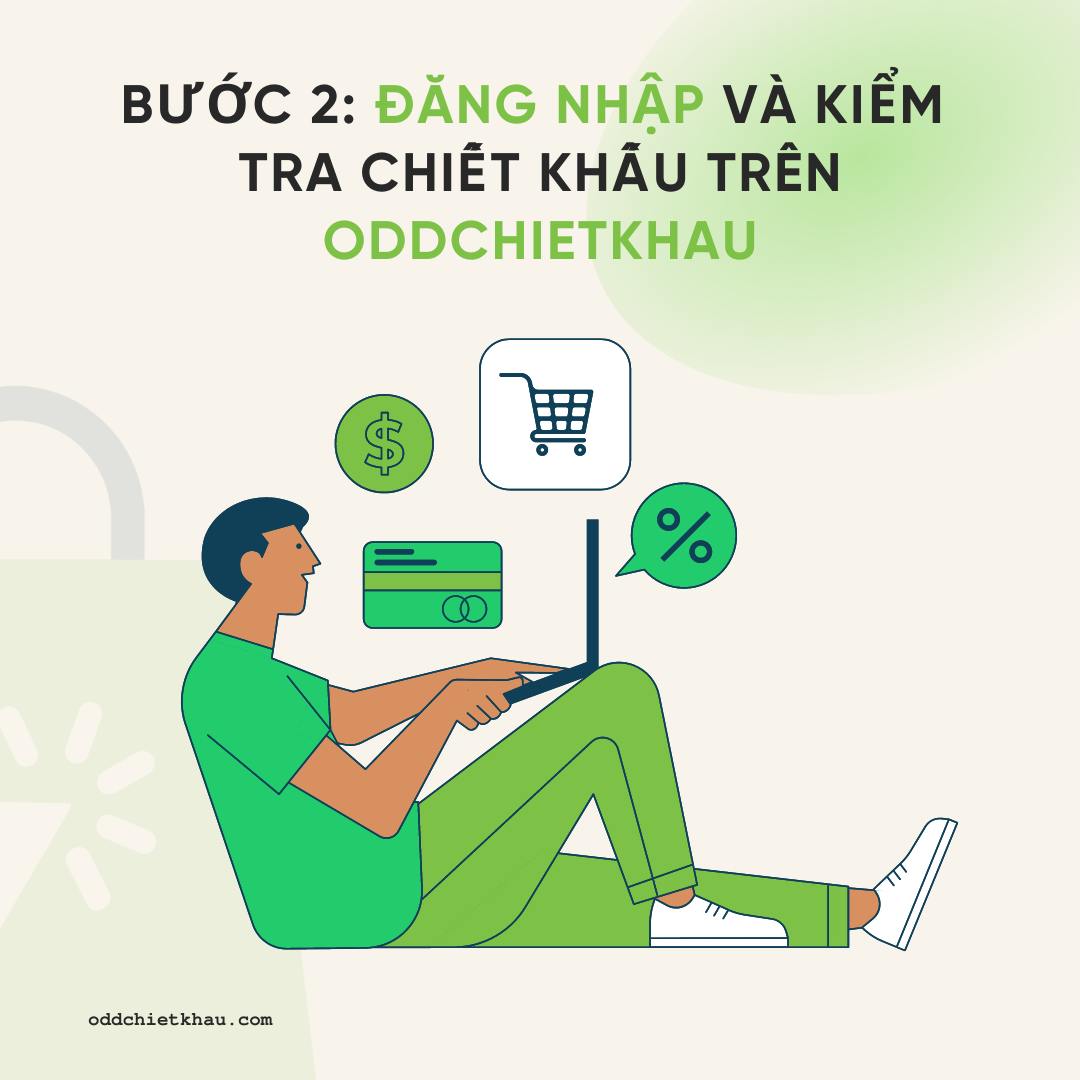 BƯỚC 2: ĐĂNG NHẬP VÀ KIỂM
TRA CHIẾT KHẤU TRÊN
ODDCHIETKHAU
$
%
oddchietkhau.com